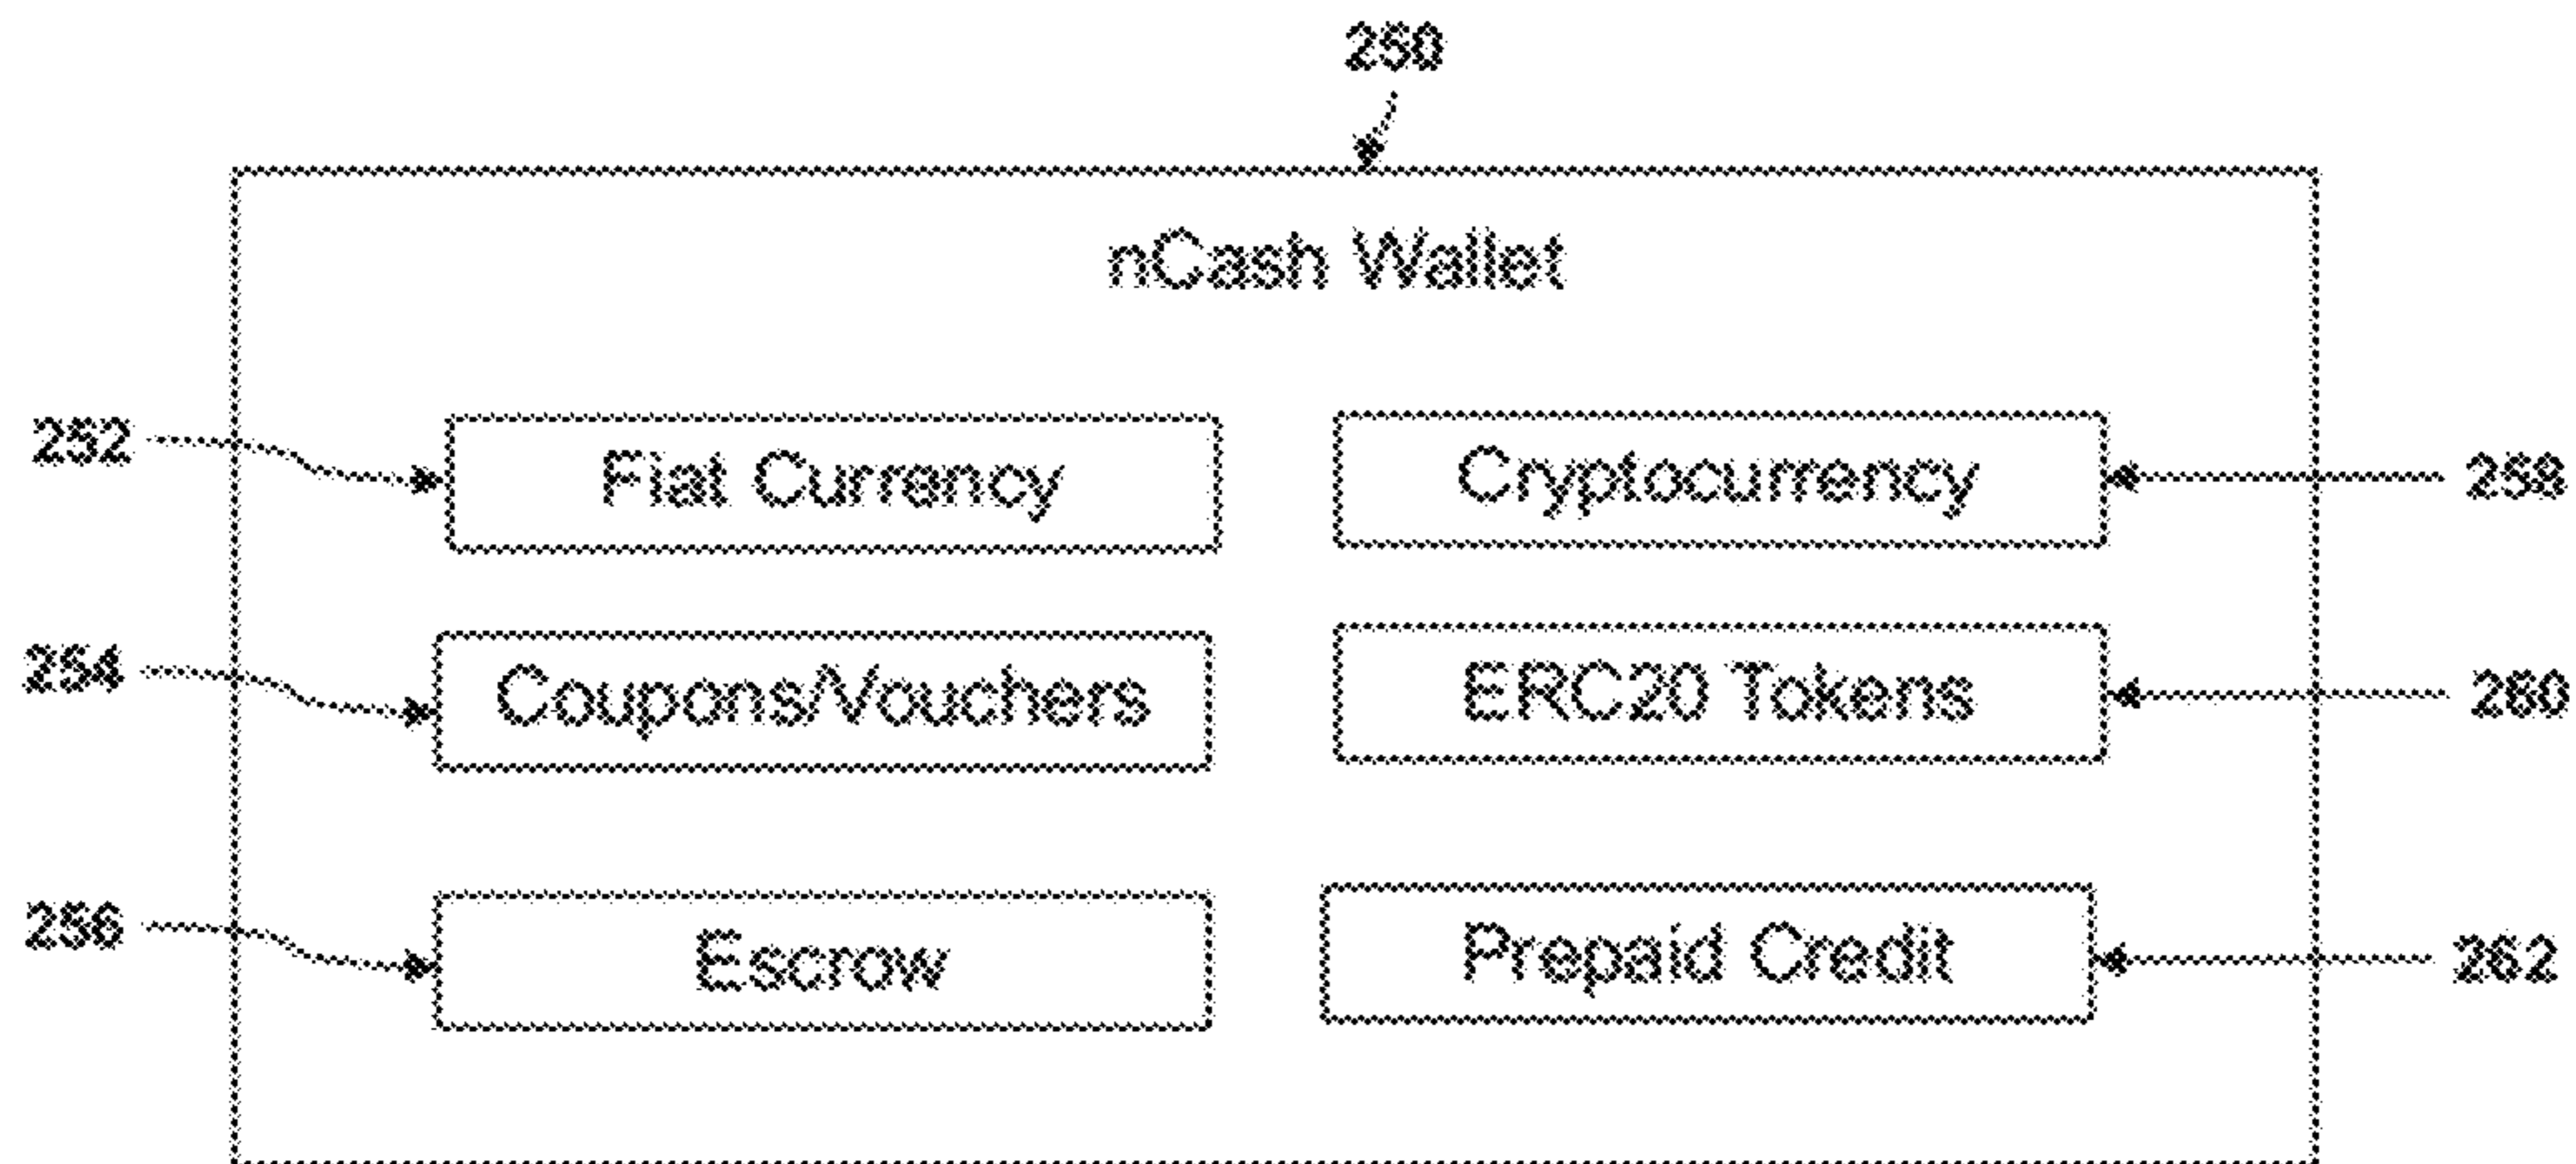 250
nCash Wallet
252 Fiat Currency Cryptocurrency 258
254 Coupons/Vouchers ERC20 Tokens 260
256 Escrow Prepaid Credit 262